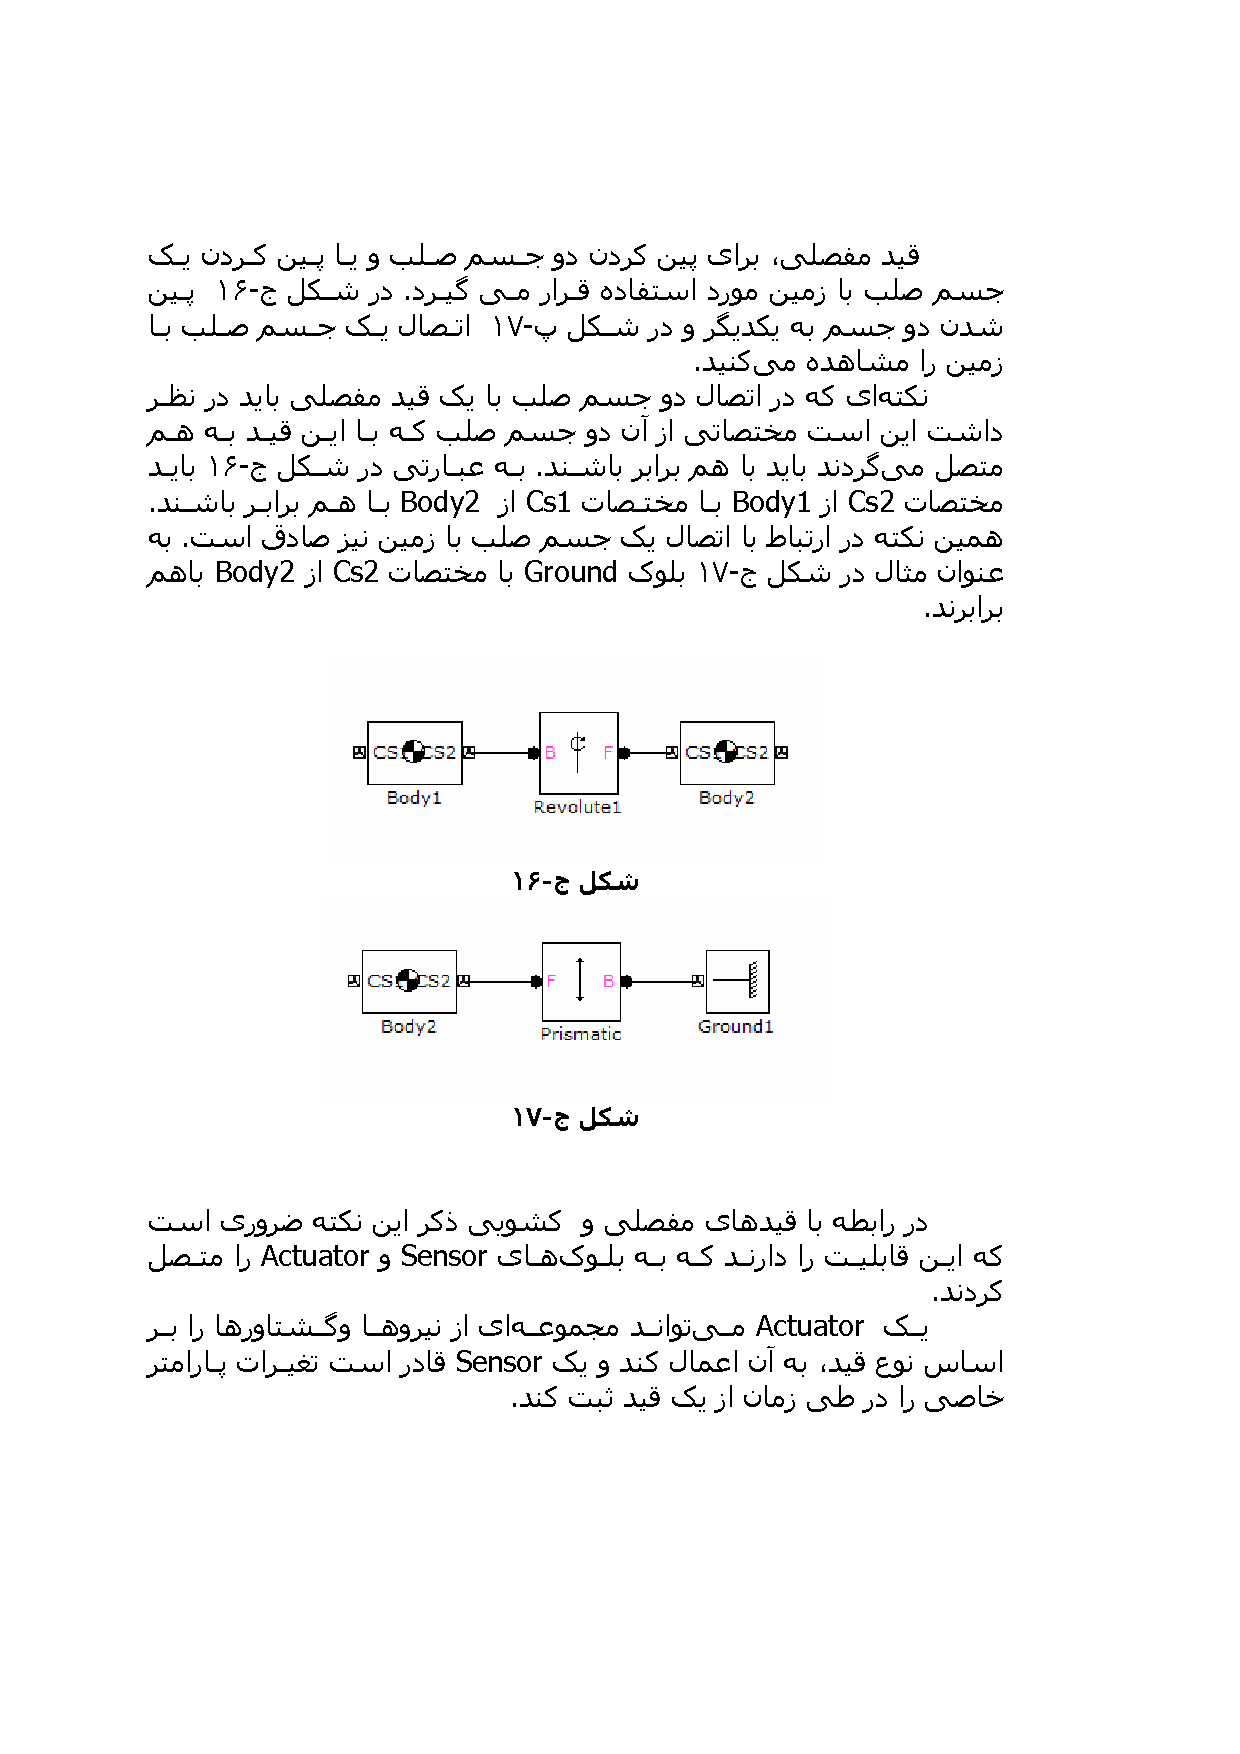 قید مفصلی، برای پین کردن دو جسم صلب و یا پین کردن یک
جسم صلب با زمین مورد استفاده قرار می گیرد. در شکل ج-۱۶ پین
شدن دو جسم به یکدیگر و در شکل پ-۱۷ اتصال یک جسم صلب با
زمین را مشاهده می‌کنید.
نکته‌ای که در اتصال دو جسم صلب با یک قید مفصلی باید در نظر
داشت این است مختصاتی از آن دو جسم صلب که با این قید به هم
متصل می‌گردند باید با هم برابر باشند. به عبارتی در شکل ج-۱۶ باید
مختصات Cs2 از Body1 با مختصات Cs1 از Body2 با هم برابر باشند.
همین نکته در ارتباط با اتصال یک جسم صلب با زمین نیز صادق است. به
عنوان مثال در شکل ج-۱۷ بلوک Ground با مختصات Cs2 از Body2 باهم
برابرند.
CS1 CS2 B F CS1 CS2
Body1 Revolute1 Body2
شکل ج-۱۶
CS1 CS2 F B
Body2 Prismatic Ground1
شکل ج-۱۷
در رابطه با قیدهای مفصلی و کشویی ذکر این نکته ضروری است
که این قابلیت را دارند که به بلوک‌های Sensor و Actuator را متصل
کردند.
یک Actuator می‌تواند مجموعه‌ای از نیروها وگشتاورها را بر
اساس نوع قید، به آن اعمال کند و یک Sensor قادر است تغیرات پارامتر
خاصی را در طی زمان از یک قید ثبت کند.